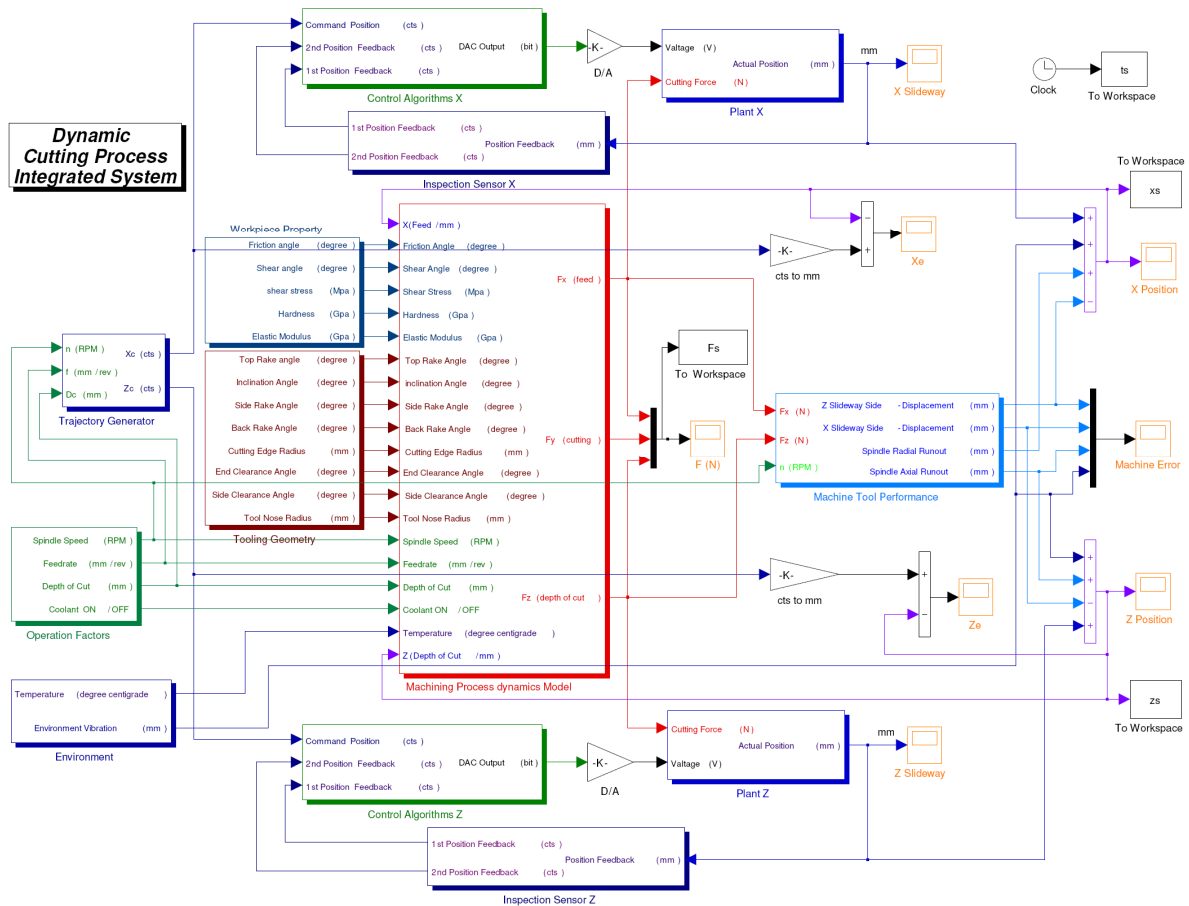 Dynamic
Cutting Process
Integrated System
Command Position (cts )
2nd Position Feedback (cts )
1st Position Feedback (cts )
DAC Output (bit )
Control Algorithms X
-K-
D/A
Voltage (V)
Actual Position (mm )
Cutting Force (N)
Plant X
mm
X Slideway
Clock
ts
To Workspace
1st Position Feedback (cts )
2nd Position Feedback (cts )
Position Feedback (mm )
Inspection Sensor X
To Workspace
xs
X Position
Xe
-K-
cts to mm
Workpiece Property
Friction angle (degree )
Shear angle (degree )
shear stress (Mpa )
Hardness (Gpa )
Elastic Modulus (Gpa )
Top Rake angle (degree )
Inclination Angle (degree )
Side Rake Angle (degree )
Back Rake Angle (degree )
Cutting Edge Radius (mm )
End Clearance Angle (degree )
Side Clearance Angle (degree )
Tool Nose Radius (mm )
Tooling Geometry
X(Feed /mm )
Friction Angle (degree )
Shear Angle (degree )
Shear Stress (Mpa )
Hardness (Gpa )
Elastic Modulus (Gpa )
Top Rake Angle (degree )
inclination Angle (degree )
Side Rake Angle (degree )
Back Rake Angle (degree )
Cutting Edge Radius (mm )
End Clearance Angle (degree )
Side Clearance Angle (degree )
Tool Nose Radius (mm )
Spindle Speed (RPM )
Feedrate (mm /rev )
Depth of Cut (mm )
Coolant ON /OFF
Temperature (degree centigrade )
Z (Depth of Cut /mm )
Fx (feed )
Fy (cutting )
Fz (depth of cut )
Machining Process dynamics Model
n (RPM )
f (mm /rev )
Dc (mm )
Xc (cts )
Zc (cts )
Trajectory Generator
Fs
To Workspace
F (N)
Fx (N )
Fz (N )
n (RPM )
Z Slideway Side - Displacement (mm )
X Slideway Side - Displacement (mm )
Spindle Radial Runout (mm )
Spindle Axial Runout (mm )
Machine Tool Performance
Machine Error
Spindle Speed (RPM )
Feedrate (mm /rev )
Depth of Cut (mm )
Coolant ON / OFF
Operation Factors
-K-
cts to mm
Ze
Z Position
zs
To Workspace
Temperature (degree centigrade )
Environment Vibration (mm )
Environment
Command Position (cts )
2nd Position Feedback (cts )
1st Position Feedback (cts )
DAC Output (bit )
Control Algorithms Z
-K-
D/A
Cutting Force (N )
Actual Position (mm )
Voltage (V)
Plant Z
mm
Z Slideway
1st Position Feedback (cts )
2nd Position Feedback (cts )
Position Feedback (mm )
Inspection Sensor Z